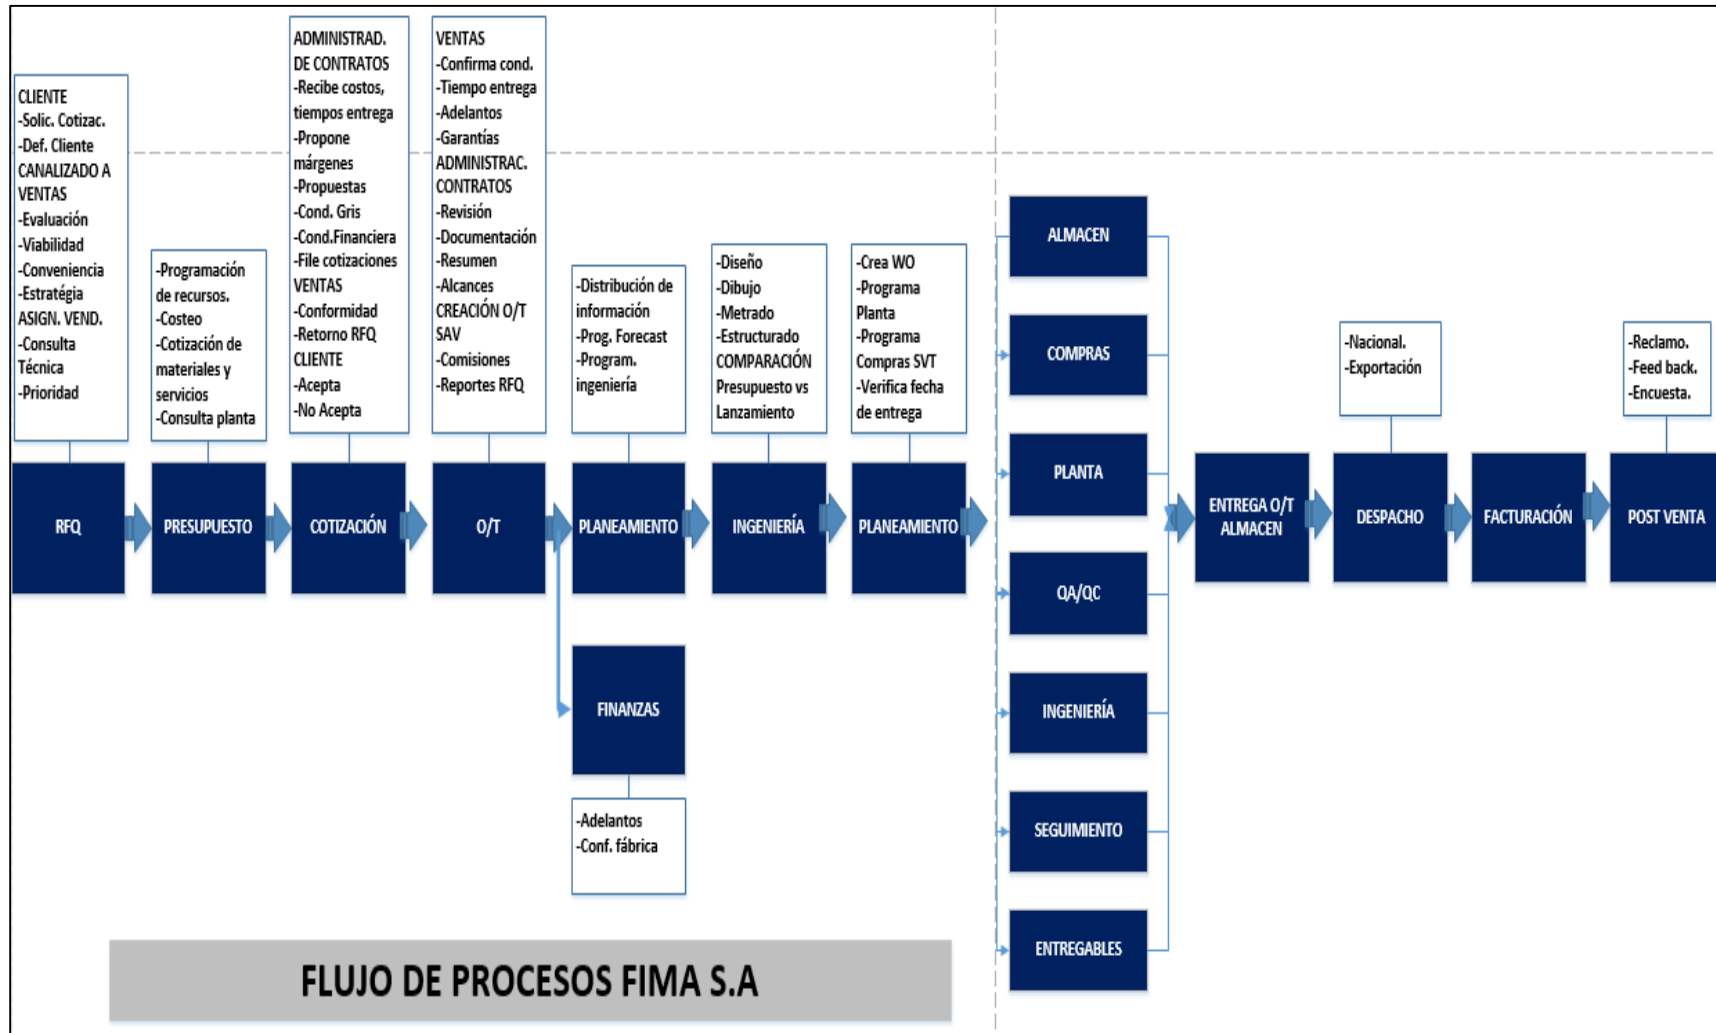 CLIENTE
-Solic. Cotizac.
-Def. Cliente
CANALIZADO A
VENTAS
-Evaluación
-Viabilidad
-Conveniencia
-Estratégia
ASIGN. VEND.
-Consulta
Técnica
-Prioridad
RFQ
-Programación
de recursos.
-Costeo
-Cotización de
materiales y
servicios
-Consulta planta
PRESUPUESTO
ADMINISTRAD.
DE CONTRATOS
-Recibe costos,
tiempos entrega
-Propone
márgenes
-Propuestas
-Cond. Gris
-Cond.Financiera
-File cotizaciones
VENTAS
-Conformidad
-Retorno RFQ
CLIENTE
-Acepta
-No Acepta
COTIZACIÓN
VENTAS
-Confirma cond.
-Tiempo entrega
-Adelantos
-Garantías
ADMINISTRAC.
CONTRATOS
-Revisión
-Documentación
-Resumen
-Alcances
CREACIÓN O/T
SAV
-Comisiones
-Reportes RFQ
O/T
-Distribución de
información
-Prog. Forecast
-Program.
ingeniería
PLANEAMIENTO
FINANZAS
-Adelantos
-Conf. fábrica
-Diseño
-Dibujo
-Metrado
-Estructurado
COMPARACIÓN
Presupuesto vs
Lanzamiento
INGENIERÍA
-Crea WO
-Programa
Planta
-Programa
Compras SVT
-Verifica fecha
de entrega
PLANEAMIENTO
ALMACEN
COMPRAS
PLANTA
QA/QC
INGENIERÍA
SEGUIMIENTO
ENTREGABLES
ENTREGA O/T
ALMACEN
-Nacional.
-Exportación
DESPACHO
FACTURACIÓN
-Reclamo.
-Feed back.
-Encuesta.
POST VENTA
FLUJO DE PROCESOS FIMA S.A